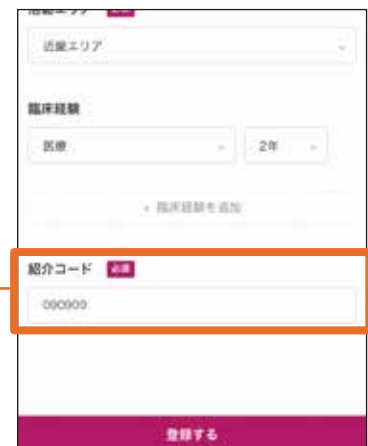 近畿エリア
臨床経験
医療 2年
+ 臨床経験を追加
紹介コード 必須
090909
登録する